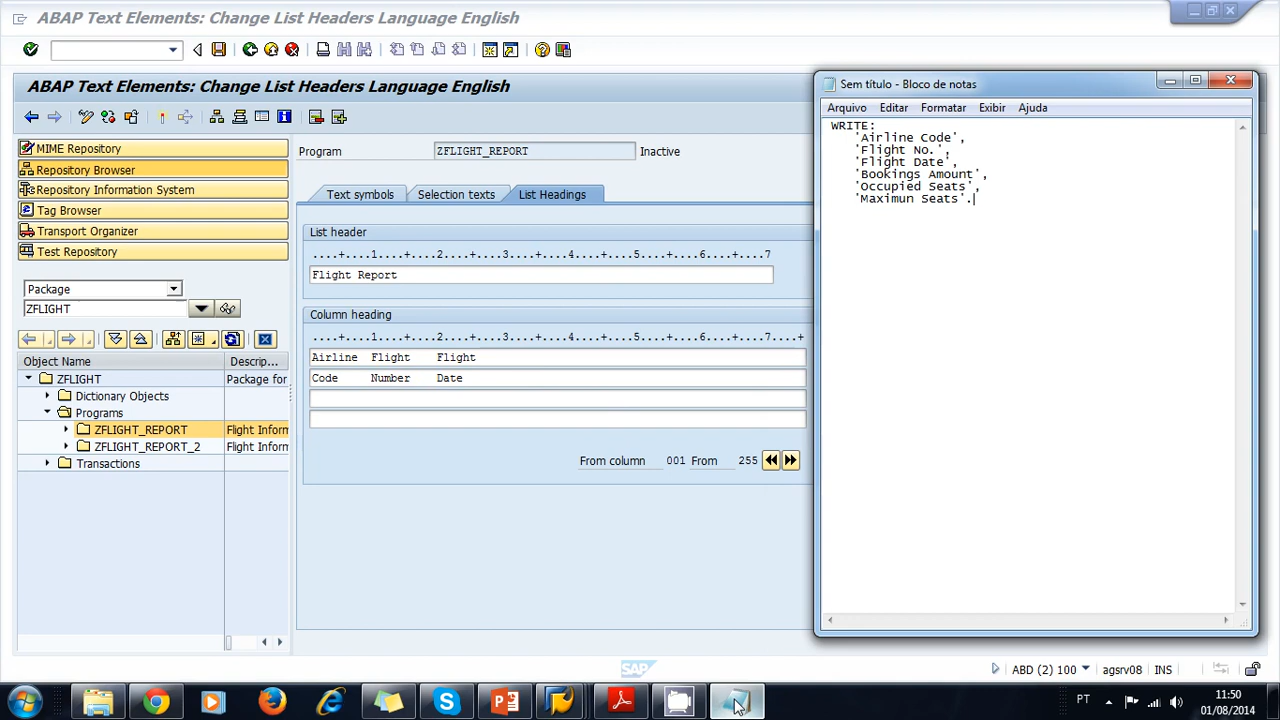 ABAP Text Elements: Change List Headers Language English
ABAP Text Elements: Change List Headers Language English
MIME Repository
Repository Browser
Repository Information System
Tag Browser
Transport Organizer
Test Repository
Package
ZFLIGHT
Object Name Descrip...
ZFLIGHT Package for
Dictionary Objects
Programs
ZFLIGHT_REPORT Flight Inform
ZFLIGHT_REPORT_2 Flight Inform
Transactions
Program ZFLIGHT_REPORT Inactive
Text symbols Selection texts List Headings
List header
....+....1....+....2....+....3....+....4....+....5....+....6....+....7
Flight Report
Column heading
....+....1....+....2....+....3....+....4....+....5....+....6....+....7....+
Airline Flight Flight
Code Number Date
From column 001 From 255
Sem título - Bloco de notas
Arquivo Editar Formatar Exibir Ajuda
WRITE:
'Airline Code',
'Flight No.',
'Flight Date',
'Bookings Amount',
'Occupied Seats',
'Maximun Seats'.
SAP
ABD (2) 100 agsrv08 INS
PT 11:50
01/08/2014